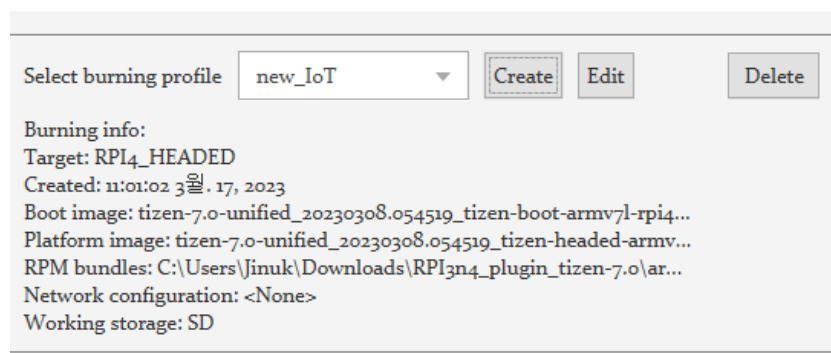 Select burning profile new_IoT Create Edit Delete
Burning info:
Target: RPI4_HEADED
Created: 11:01:02 3월. 17, 2023
Boot image: tizen-7.0-unified_20230308.054519_tizen-boot-armv7l-rpi4...
Platform image: tizen-7.0-unified_20230308.054519_tizen-headed-armv...
RPM bundles: C:\Users\Jinuk\Downloads\RPI3n4_plugin_tizen-7.0\ar...
Network configuration: <None>
Working storage: SD